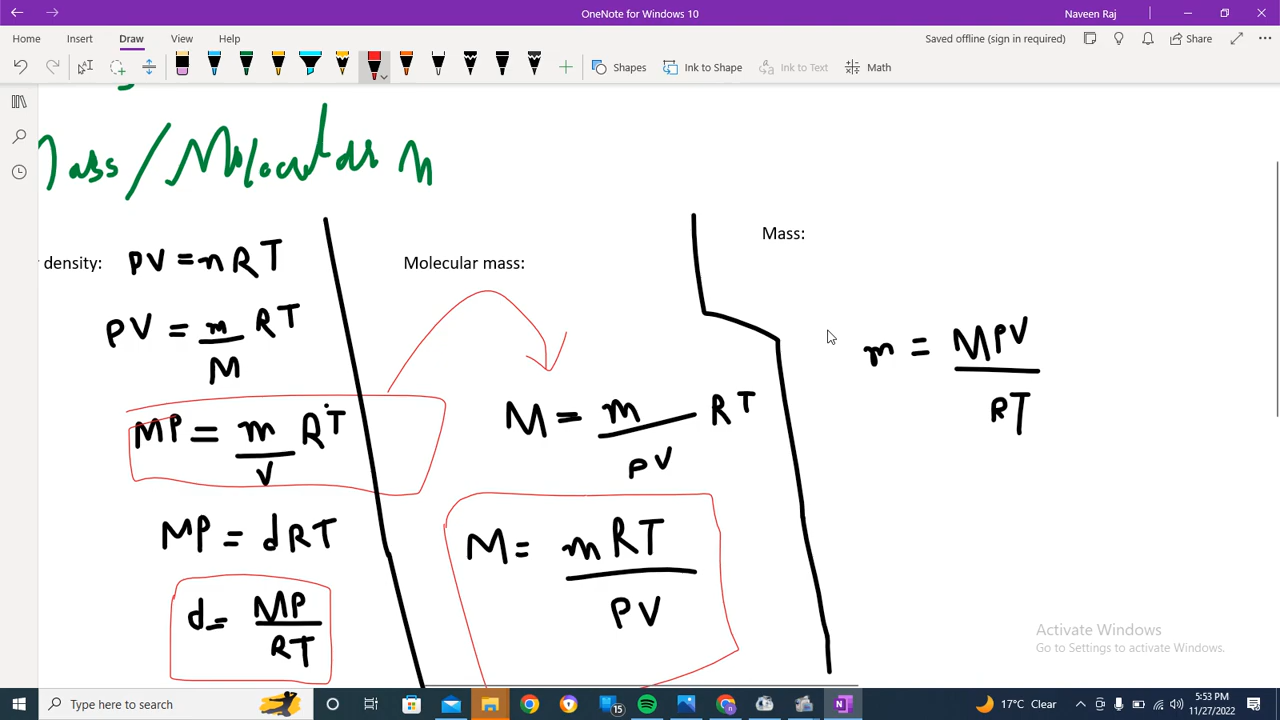 OneNote for Windows 10
Naveen Raj
Home Insert Draw View Help
Saved offline (sign in required)
Share
Shapes
Ink to Shape
Ink to Text
Math
Mass/Molecular M
density:
PV = nRT
PV = m/M RT
MP = m/V RT
MP = dRT
d = MP/RT
Molecular mass:
M = m/PV RT
M = mRT/PV
Mass:
m = MPV/RT
Activate Windows
Go to Settings to activate Windows.
Type here to search
15
17°C Clear
5:53 PM
11/27/2022